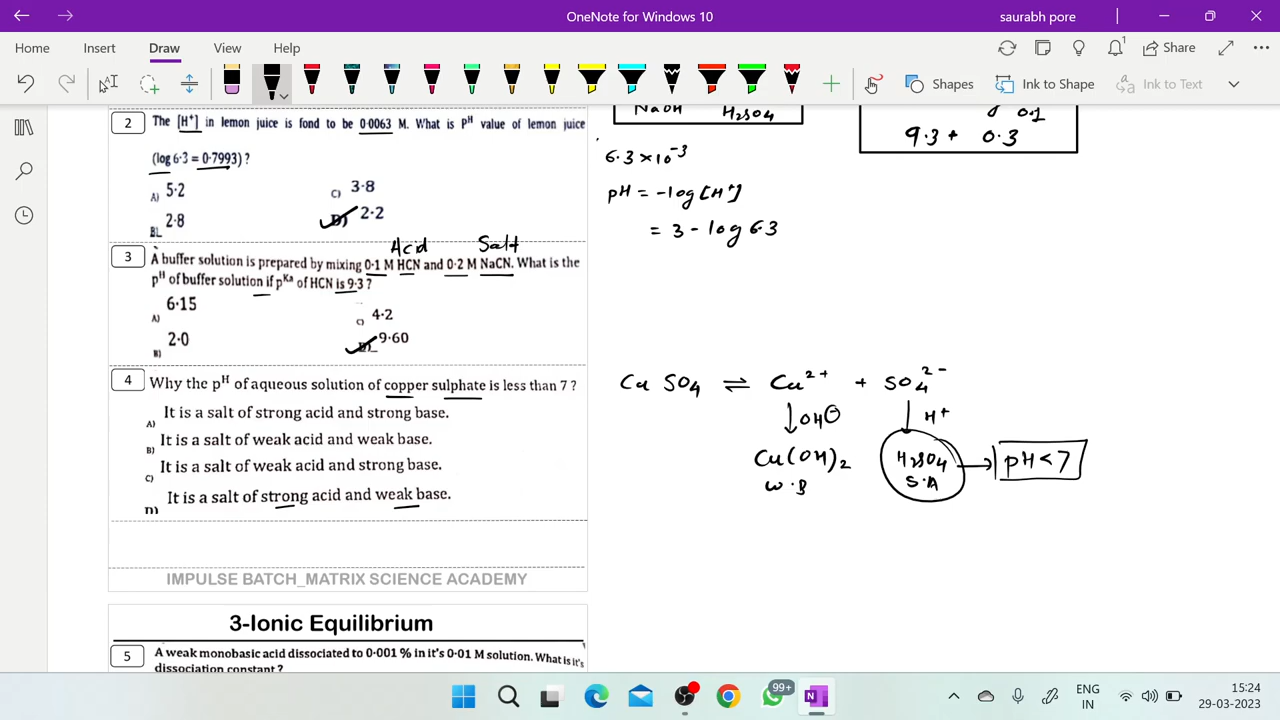 OneNote for Windows 10
saurabh pore
Home Insert Draw View Help
Share
Shapes
Ink to Shape
Ink to Text
2
The [H+] in lemon juice is fond to be 0·0063 M. What is pH value of lemon juice
(log 6·3 = 0·7993) ?
A) 5·2
C) 3·8
B) 2·8
D) 2·2
Acid Salt
3
A buffer solution is prepared by mixing 0·1 M HCN and 0·2 M NaCN. What is the
pH of buffer solution if pKa of HCN is 9·3 ?
A) 6·15
C) 4·2
B) 2·0
D) 9·60
4
Why the pH of aqueous solution of copper sulphate is less than 7 ?
A) It is a salt of strong acid and strong base.
B) It is a salt of weak acid and weak base.
C) It is a salt of weak acid and strong base.
D) It is a salt of strong acid and weak base.
IMPULSE BATCH_MATRIX SCIENCE ACADEMY
3-Ionic Equilibrium
5
A weak monobasic acid dissociated to 0·001 % in it's 0·01 M solution. What is it's
dissociation constant ?
NaOH H2SO4
0.1
9.3 + 0.3
6.3 × 10-3
pH = -log [H+]
= 3 - log 6.3
CuSO4 ⇌ Cu2+ + SO4 2-
↓ OH⊖ ↓ H+
Cu(OH)2 H2SO4 → pH < 7
W.B S.A
99+
ENG
IN
15:24
29-03-2023